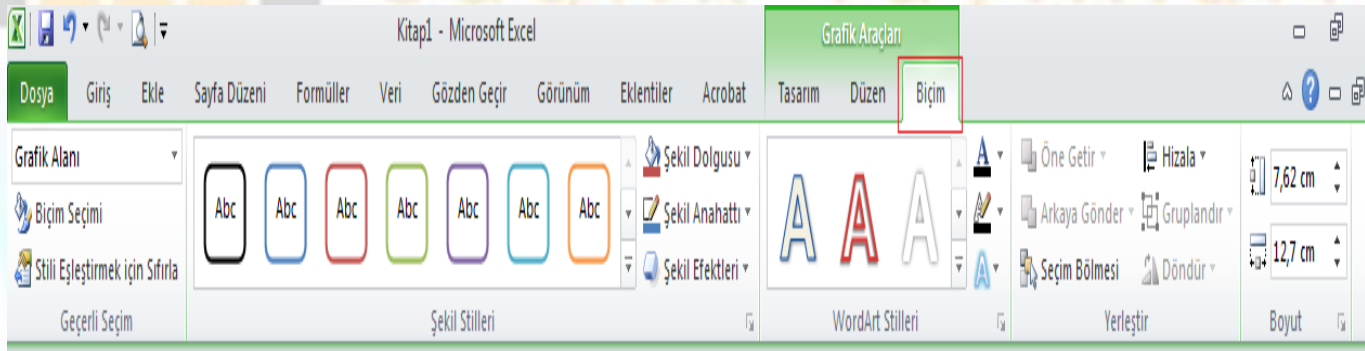 Kitap1 - Microsoft Excel
Grafik Araçları
Dosya Giriş Ekle Sayfa Düzeni Formüller Veri Gözden Geçir Görünüm Eklentiler Acrobat Tasarım Düzen Biçim
Grafik Alanı
Biçim Seçimi
Stili Eşleştirmek için Sıfırla
Geçerli Seçim
Abc Abc Abc Abc Abc Abc Abc
Şekil Dolgusu
Şekil Anahattı
Şekil Efektleri
Şekil Stilleri
A A A
A
A
WordArt Stilleri
Öne Getir Hizala
Arkaya Gönder Gruplandır
Seçim Bölmesi Döndür
Yerleştir
7,62 cm
12,7 cm
Boyut